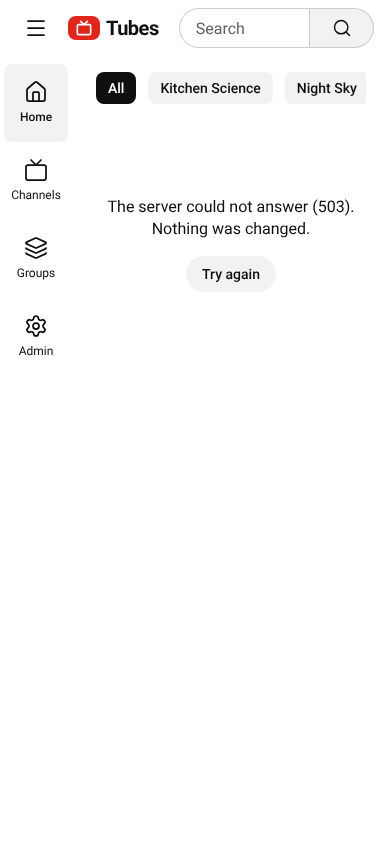 Tubes
Search
Home
Channels
Groups
Admin
All
Kitchen Science
Night Sky
The server could not answer (503).
Nothing was changed.
Try again